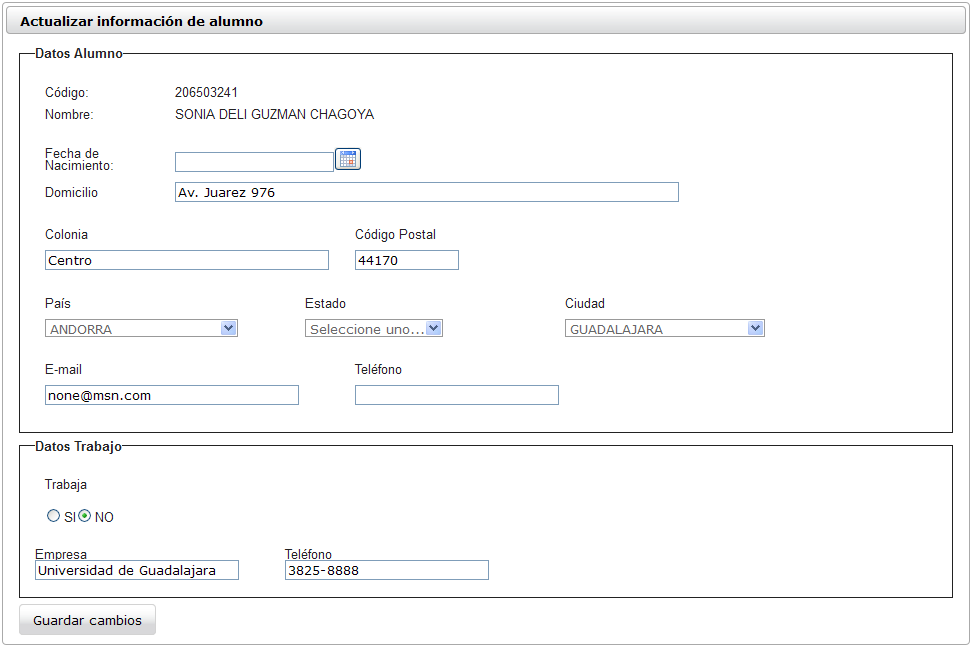 Actualizar información de alumno
Datos Alumno
Código: 206503241
Nombre: SONIA DELI GUZMAN CHAGOYA
Fecha de
Nacimiento:
Domicilio Av. Juarez 976
Colonia Código Postal
Centro 44170
País Estado Ciudad
ANDORRA Seleccione uno... GUADALAJARA
E-mail Teléfono
none@msn.com
Datos Trabajo
Trabaja
SI NO
Empresa Teléfono
Universidad de Guadalajara 3825-8888
Guardar cambios